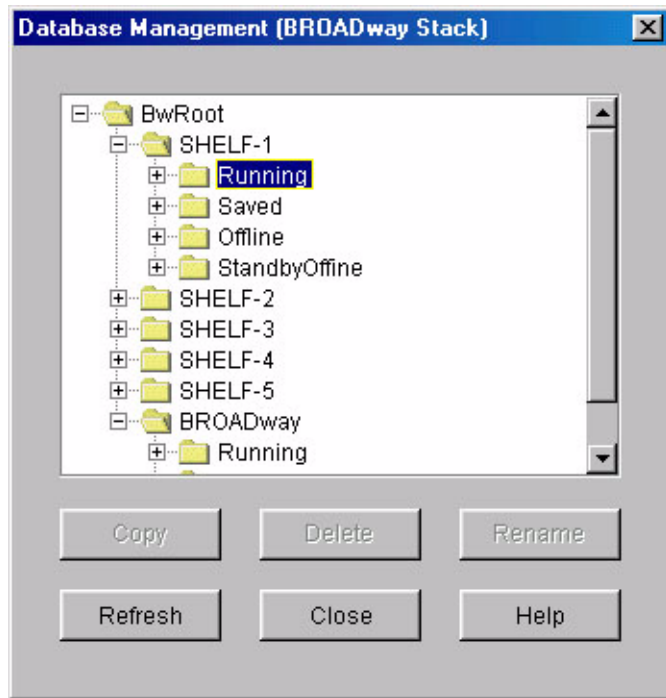 Database Management (BROADway Stack)
BwRoot
SHELF-1
Running
Saved
Offline
StandbyOffine
SHELF-2
SHELF-3
SHELF-4
SHELF-5
BROADway
Running
Copy Delete Rename
Refresh Close Help